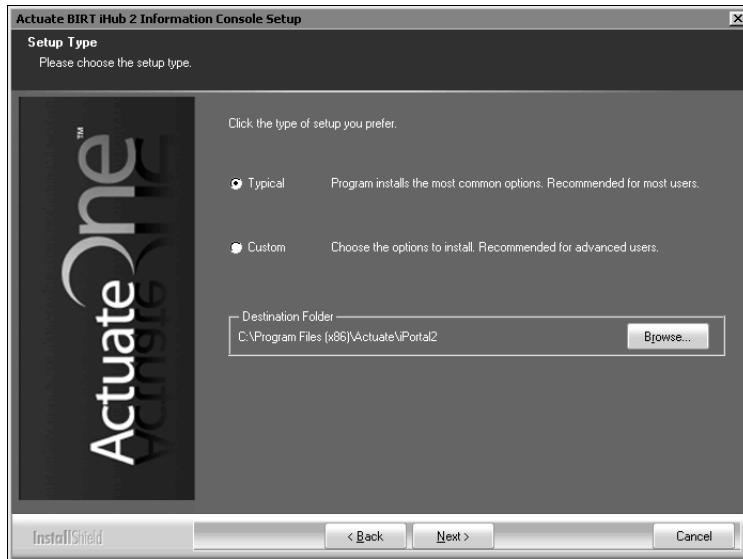 Actuate BIRT iHub 2 Information Console Setup
Setup Type
Please choose the setup type.
ActuateOne™
Click the type of setup you prefer.
Typical Program installs the most common options. Recommended for most users.
Custom Choose the options to install. Recommended for advanced users.
Destination Folder
C:\Program Files (x86)\Actuate\iPortal2
Browse...
InstallShield
< Back Next > Cancel